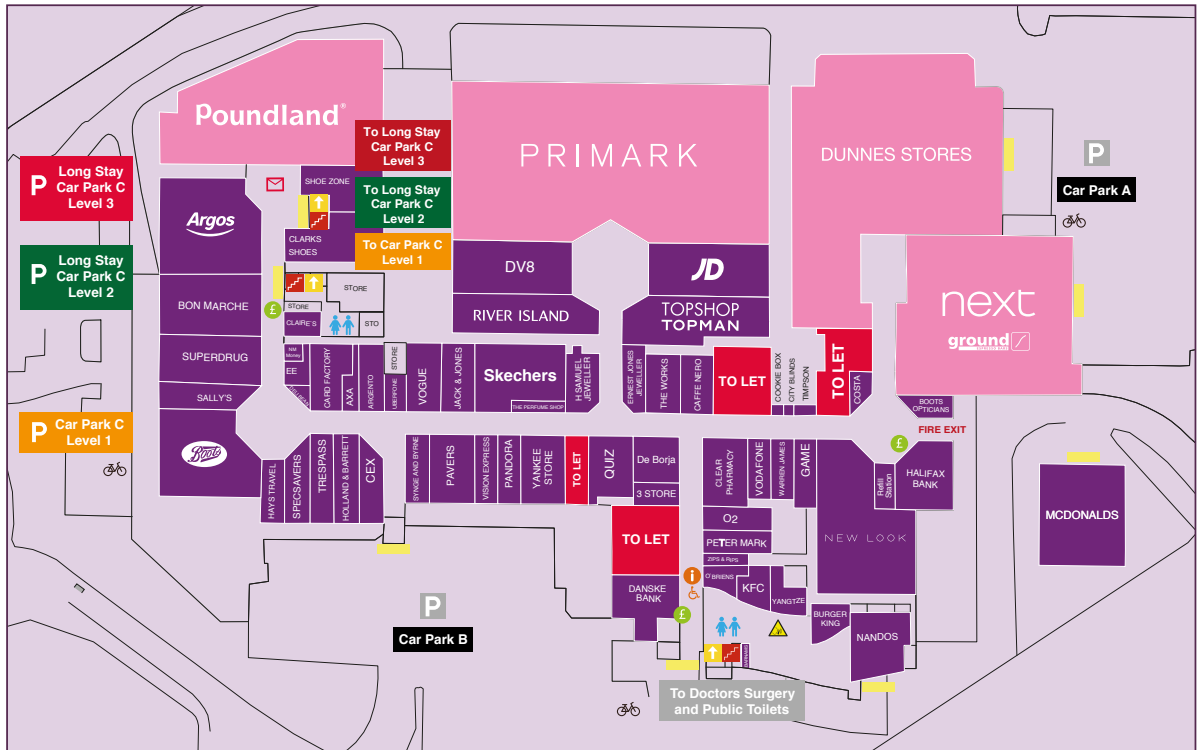 Poundland®
To Long Stay
Car Park C
Level 3
PRIMARK
DUNNES STORES
P
Car Park A
P
Long Stay
Car Park C
Level 3
SHOE ZONE
To Long Stay
Car Park C
Level 2
Argos
CLARKS
SHOES
To Car Park C
Level 1
P
Long Stay
Car Park C
Level 2
DV8
JD
next
ground
STORE
BON MARCHE
£
STORE
CLAIRE'S
STO
RIVER ISLAND
TOPSHOP
TOPMAN
SUPERDRUG
NM
Money
EE
CARD FACTORY
AXA
ARGENTO
STORE
UBERFONE
VOGUE
JACK & JONES
Skechers
THE PERFUME SHOP
H SAMUEL
JEWELLER
ERNEST JONES
JEWELLER
THE WORKS
CAFFE NERO
TO LET
COOKIE BOX
CITY BLINDS
TIMPSON
TO LET
COSTA
SALLY'S
BOOTS
OPTICIANS
FIRE EXIT
P
Car Park C
Level 1
Boots
£
HAYS TRAVEL
SPECSAVERS
TRESPASS
HOLLAND & BARRETT
CEX
SYNGE AND BYRNE
PAVERS
VISION EXPRESS
PANDORA
YANKEE
STORE
TO LET
QUIZ
De Borja
3 STORE
CLEAR
PHARMACY
VODAFONE
WARREN JAMES
GAME
Refill
Station
HALIFAX
BANK
MCDONALDS
O2
TO LET
PETER MARK
NEW LOOK
ZIPS & RIPS
i
O'BRIENS
KFC
YANGTZE
DANSKE
BANK
£
BURGER
KING
NANDOS
P
Car Park B
To Doctors Surgery
and Public Toilets